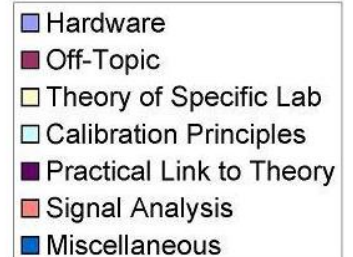 Hardware
Off-Topic
Theory of Specific Lab
Calibration Principles
Practical Link to Theory
Signal Analysis
Miscellaneous